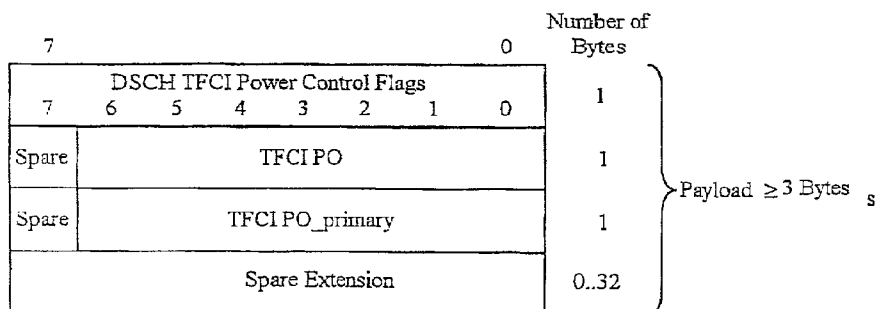 Number of
Bytes
7 0
DSCH TFCI Power Control Flags
7 6 5 4 3 2 1 0
1
Spare TFCI PO 1
Payload ≥3 Bytes s
Spare TFCI PO_primary 1
Spare Extension 0..32